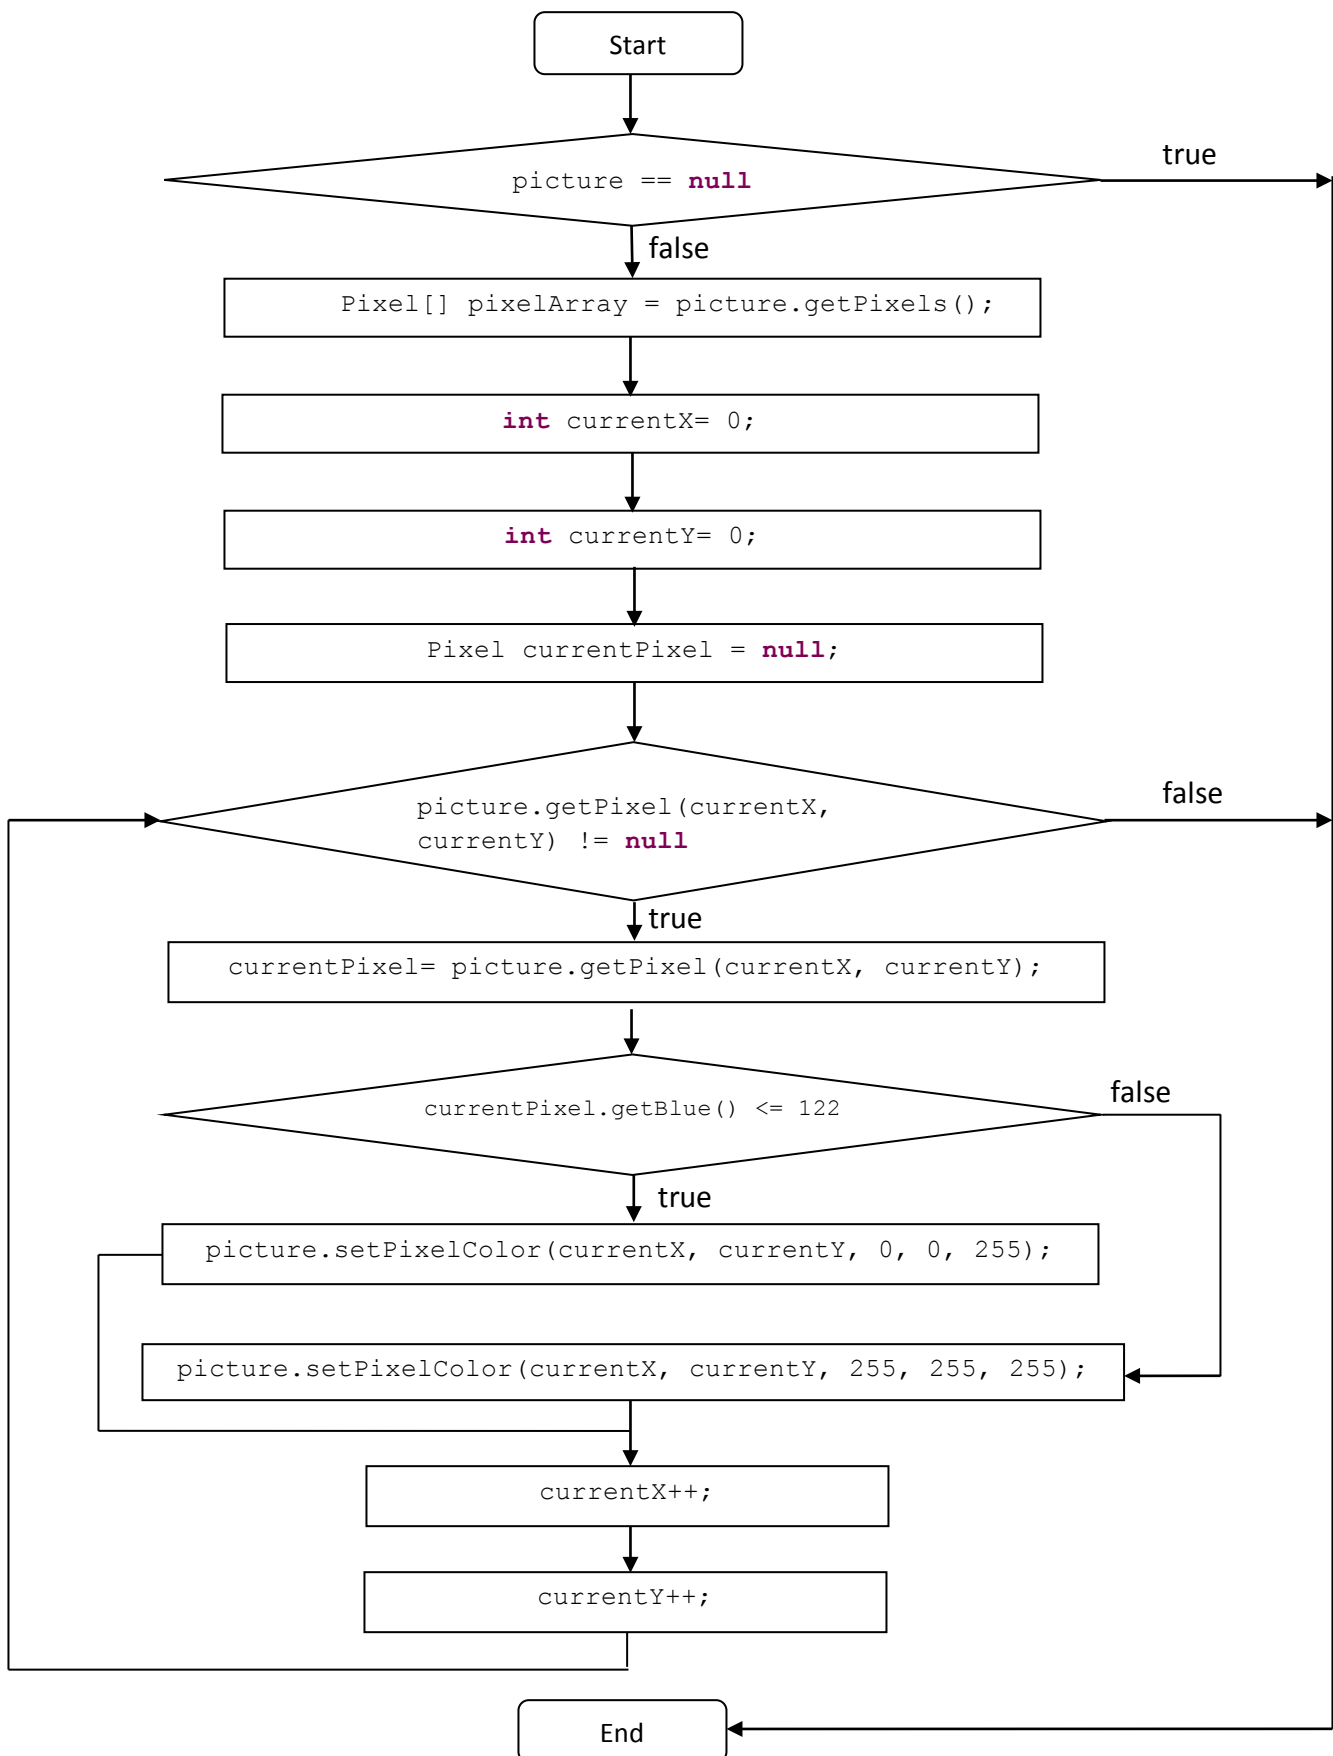 Start
picture == null
true
false
Pixel[] pixelArray = picture.getPixels();
int currentX= 0;
int currentY= 0;
Pixel currentPixel = null;
picture.getPixel(currentX,
currentY) != null
false
true
currentPixel= picture.getPixel(currentX, currentY);
currentPixel.getBlue() <= 122
false
true
picture.setPixelColor(currentX, currentY, 0, 0, 255);
picture.setPixelColor(currentX, currentY, 255, 255, 255);
currentX++;
currentY++;
End